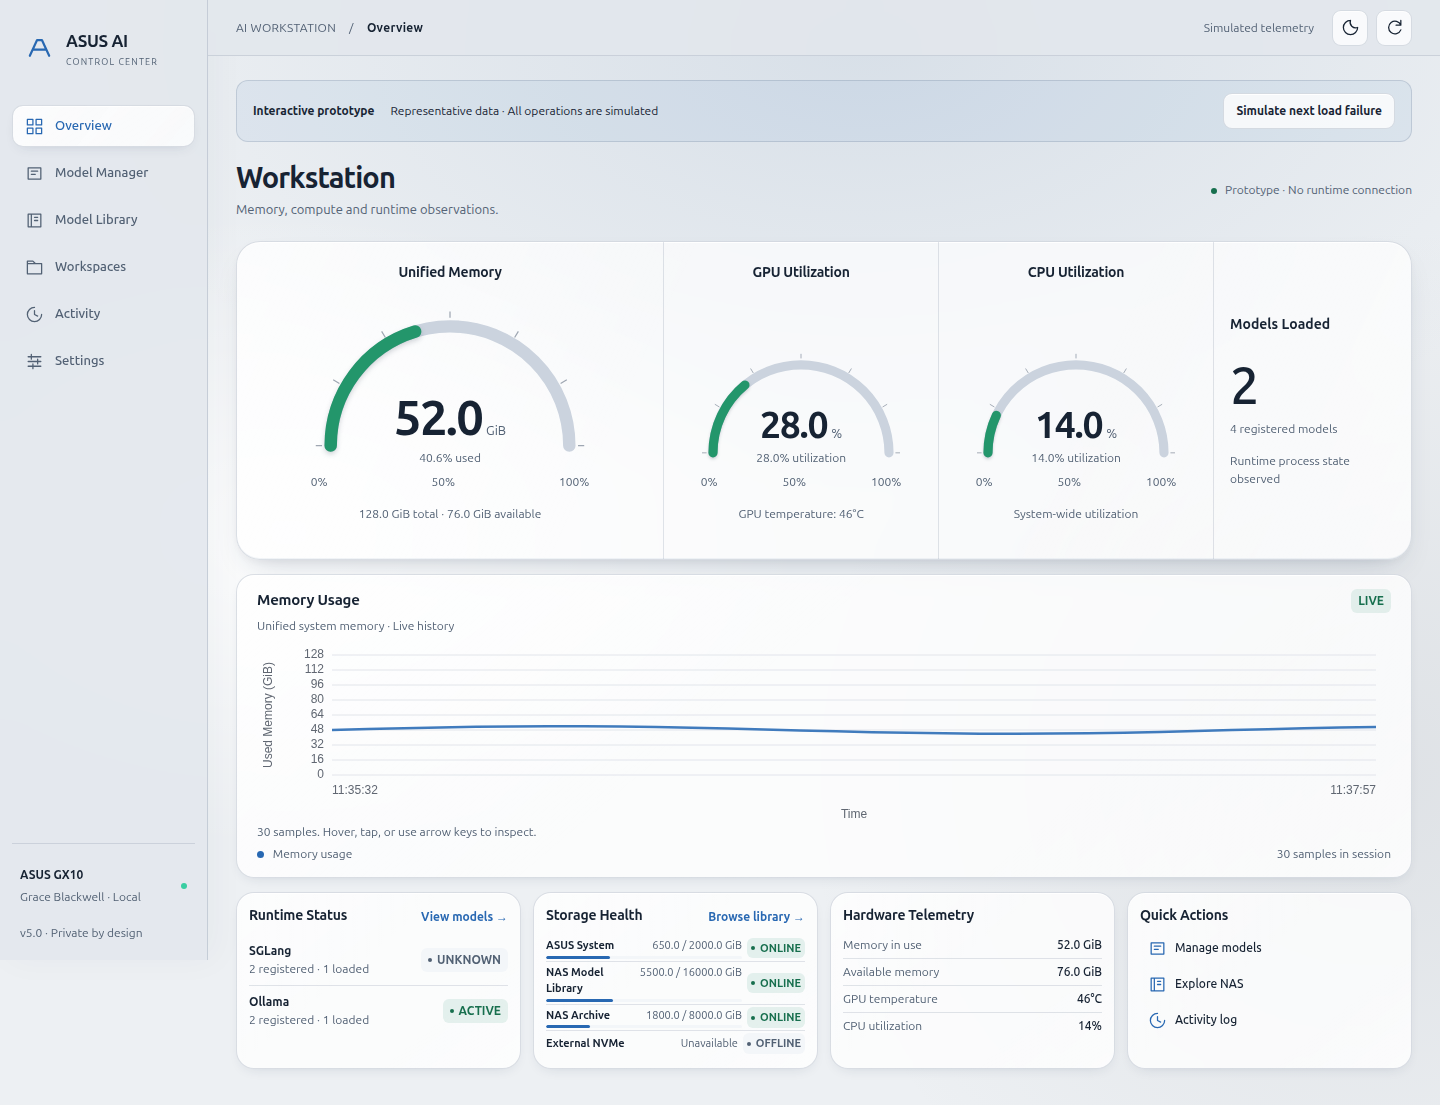 ASUS AI
CONTROL CENTER
Overview
Model Manager
Model Library
Workspaces
Activity
Settings
ASUS GX10
Grace Blackwell · Local
v5.0 · Private by design
AI WORKSTATION / Overview
Simulated telemetry
Interactive prototype Representative data · All operations are simulated
Simulate next load failure
Workstation
Memory, compute and runtime observations.
Prototype · No runtime connection
Unified Memory
52.0 GiB
40.6% used
0% 50% 100%
128.0 GiB total · 76.0 GiB available
GPU Utilization
28.0 %
28.0% utilization
0% 50% 100%
GPU temperature: 46°C
CPU Utilization
14.0 %
14.0% utilization
0% 50% 100%
System-wide utilization
Models Loaded
2
4 registered models
Runtime process state
observed
Memory Usage
LIVE
Unified system memory · Live history
Used Memory (GiB)
128
112
96
80
64
48
32
16
0
11:35:32 11:37:57
Time
30 samples. Hover, tap, or use arrow keys to inspect.
Memory usage
30 samples in session
Runtime Status
View models →
SGLang
2 registered · 1 loaded
UNKNOWN
Ollama
2 registered · 1 loaded
ACTIVE
Storage Health
Browse library →
ASUS System 650.0 / 2000.0 GiB ONLINE
NAS Model
Library
5500.0 / 16000.0 GiB ONLINE
NAS Archive 1800.0 / 8000.0 GiB ONLINE
External NVMe Unavailable OFFLINE
Hardware Telemetry
Memory in use 52.0 GiB
Available memory 76.0 GiB
GPU temperature 46°C
CPU utilization 14%
Quick Actions
Manage models
Explore NAS
Activity log